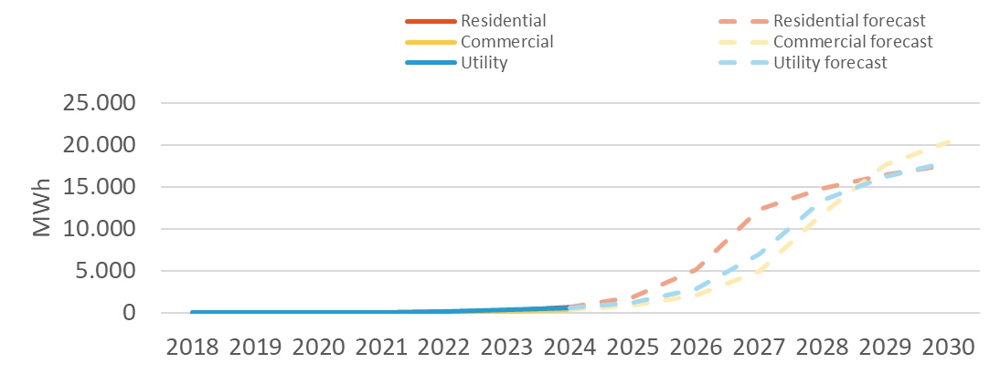 Residential
Residential forecast
Commercial
Commercial forecast
Utility
Utility forecast
MWh
25.000
20.000
15.000
10.000
5.000
0
2018 2019 2020 2021 2022 2023 2024 2025 2026 2027 2028 2029 2030